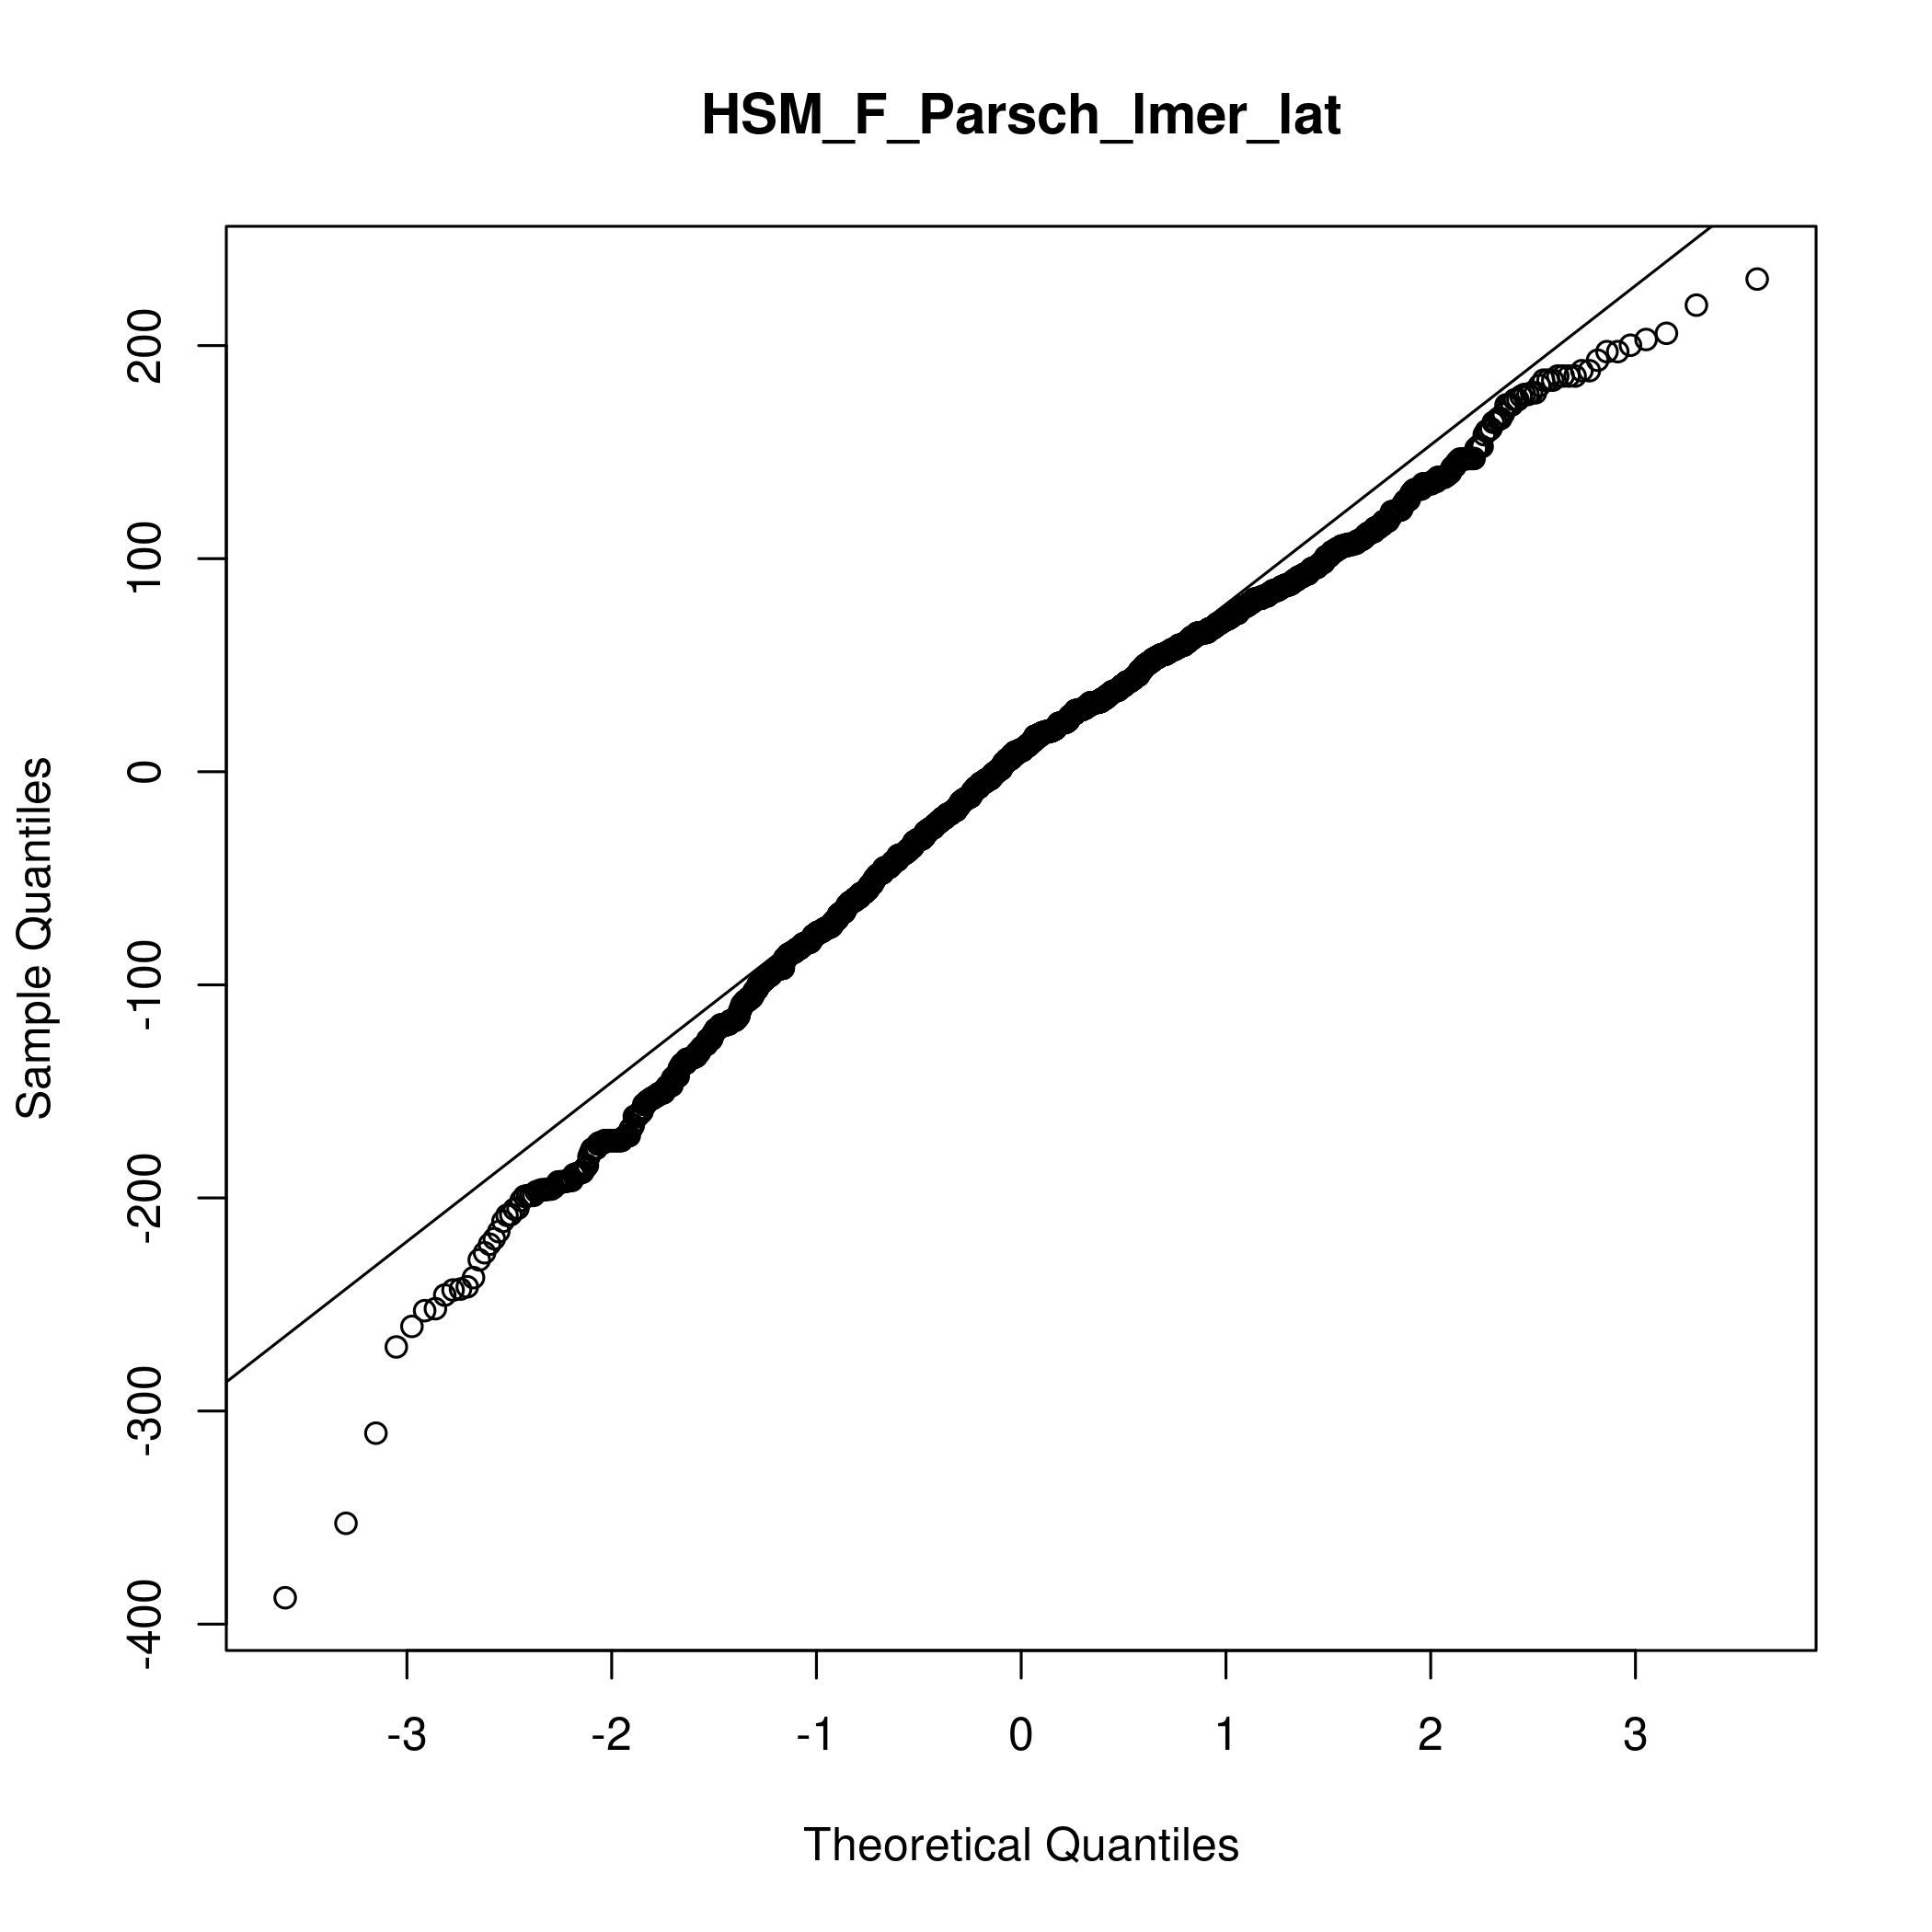 HSM_F_Parsch_lmer_lat
200
100
0
-100
-200
-300
-400
Sample Quantiles
-3 -2 -1 0 1 2 3
Theoretical Quantiles